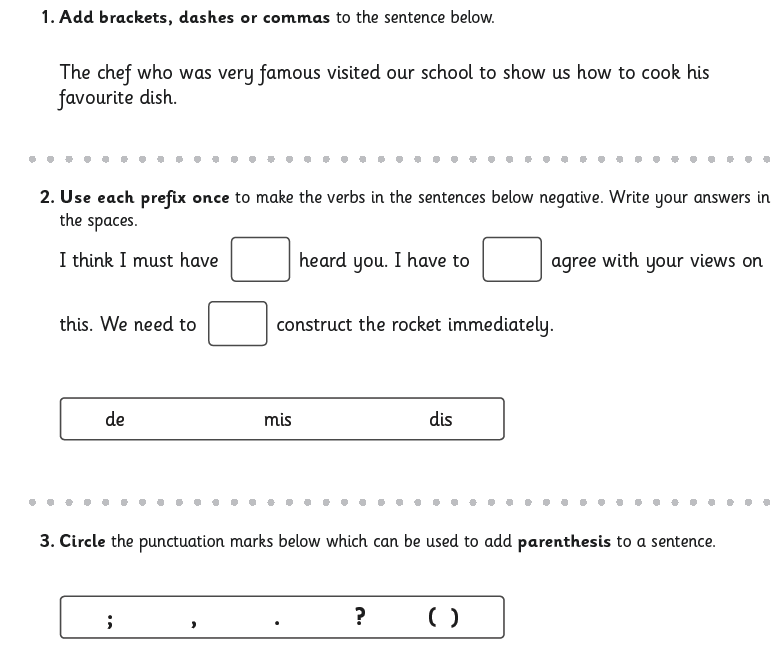 1. Add brackets, dashes or commas to the sentence below.
The chef who was very famous visited our school to show us how to cook his
favourite dish.
2. Use each prefix once to make the verbs in the sentences below negative. Write your answers in
the spaces.
I think I must have heard you. I have to agree with your views on
this. We need to construct the rocket immediately.
de mis dis
3. Circle the punctuation marks below which can be used to add parenthesis to a sentence.
; , . ? ( )